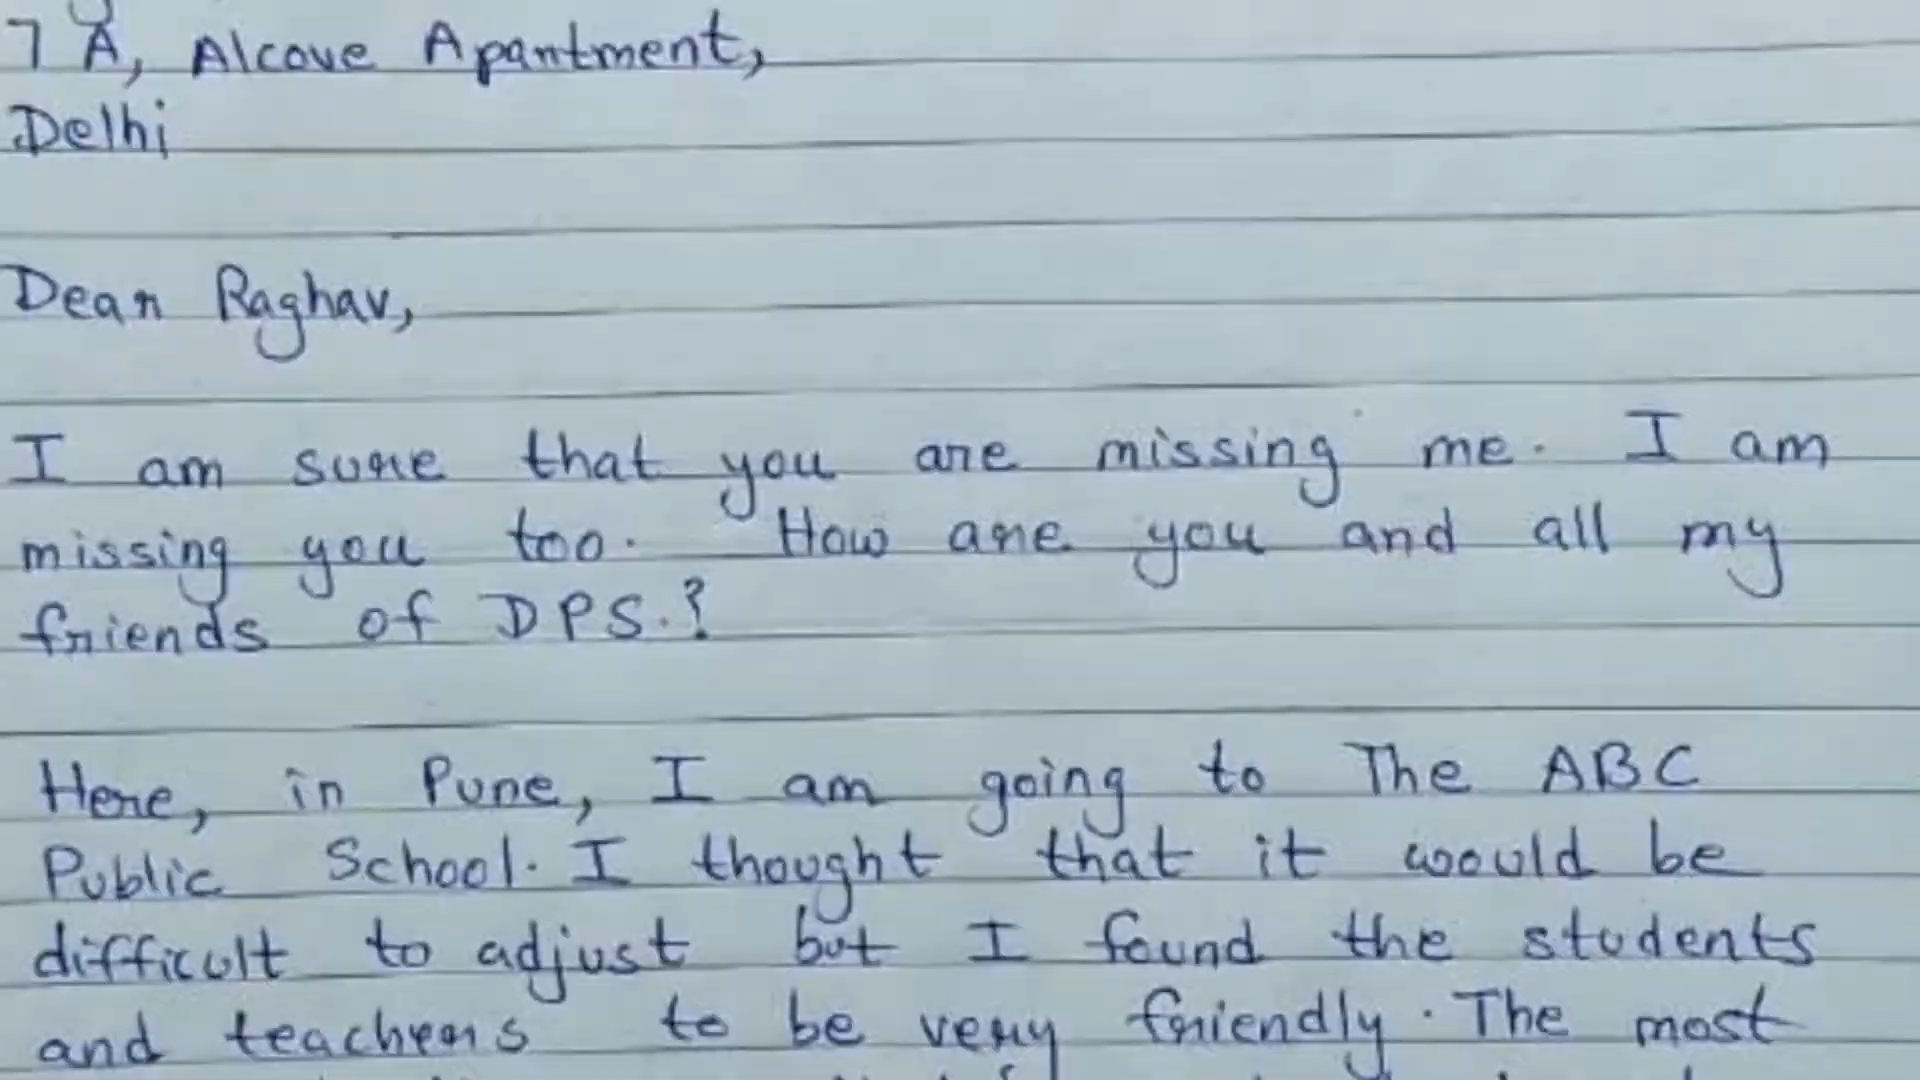 7 A, Alcove Apartment,
Delhi
Dear Raghav,
I am sure that you are missing me. I am
missing you too. How are you and all my
friends of DPS.?
Here, in Pune, I am going to The ABC
Public School. I thought that it would be
difficult to adjust but I found the students
and teachers to be very friendly. The most